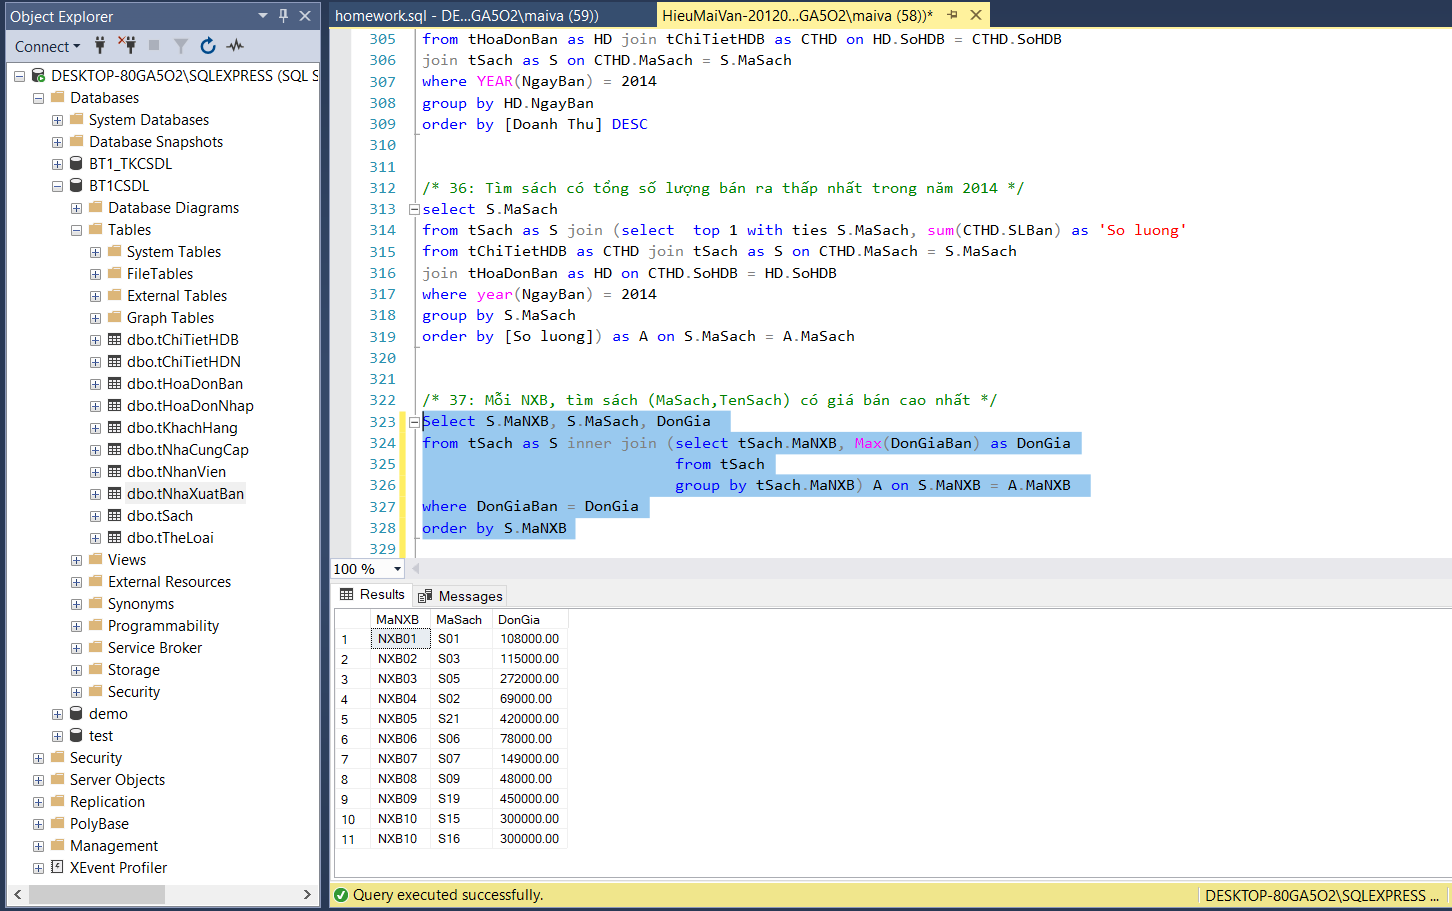 Object Explorer
Connect
DESKTOP-80GA5O2\SQLEXPRESS (SQL S
Databases
System Databases
Database Snapshots
BT1_TKCSDL
BT1CSDL
Database Diagrams
Tables
System Tables
FileTables
External Tables
Graph Tables
dbo.tChiTietHDB
dbo.tChiTietHDN
dbo.tHoaDonBan
dbo.tHoaDonNhap
dbo.tKhachHang
dbo.tNhaCungCap
dbo.tNhanVien
dbo.tNhaXuatBan
dbo.tSach
dbo.tTheLoai
Views
External Resources
Synonyms
Programmability
Service Broker
Storage
Security
demo
test
Security
Server Objects
Replication
PolyBase
Management
XEvent Profiler
homework.sql - DE...GA5O2\maiva (59))
HieuMaiVan-20120...GA5O2\maiva (58))*
305 from tHoaDonBan as HD join tChiTietHDB as CTHD on HD.SoHDB = CTHD.SoHDB
306 join tSach as S on CTHD.MaSach = S.MaSach
307 where YEAR(NgayBan) = 2014
308 group by HD.NgayBan
309 order by [Doanh Thu] DESC
310
311
312 /* 36: Tìm sách có tổng số lượng bán ra thấp nhất trong năm 2014 */
313 select S.MaSach
314 from tSach as S join (select  top 1 with ties S.MaSach, sum(CTHD.SLBan) as 'So luong'
315 from tChiTietHDB as CTHD join tSach as S on CTHD.MaSach = S.MaSach
316 join tHoaDonBan as HD on CTHD.SoHDB = HD.SoHDB
317 where year(NgayBan) = 2014
318 group by S.MaSach
319 order by [So luong]) as A on S.MaSach = A.MaSach
320
321
322 /* 37: Mỗi NXB, tìm sách (MaSach,TenSach) có giá bán cao nhất */
323 Select S.MaNXB, S.MaSach, DonGia
324 from tSach as S inner join (select tSach.MaNXB, Max(DonGiaBan) as DonGia
325 from tSach
326 group by tSach.MaNXB) A on S.MaNXB = A.MaNXB
327 where DonGiaBan = DonGia
328 order by S.MaNXB
329
100 %
Results Messages
MaNXB MaSach DonGia
1 NXB01 S01 108000.00
2 NXB02 S03 115000.00
3 NXB03 S05 272000.00
4 NXB04 S02 69000.00
5 NXB05 S21 420000.00
6 NXB06 S06 78000.00
7 NXB07 S07 149000.00
8 NXB08 S09 48000.00
9 NXB09 S19 450000.00
10 NXB10 S15 300000.00
11 NXB10 S16 300000.00
Query executed successfully.
DESKTOP-80GA5O2\SQLEXPRESS ...